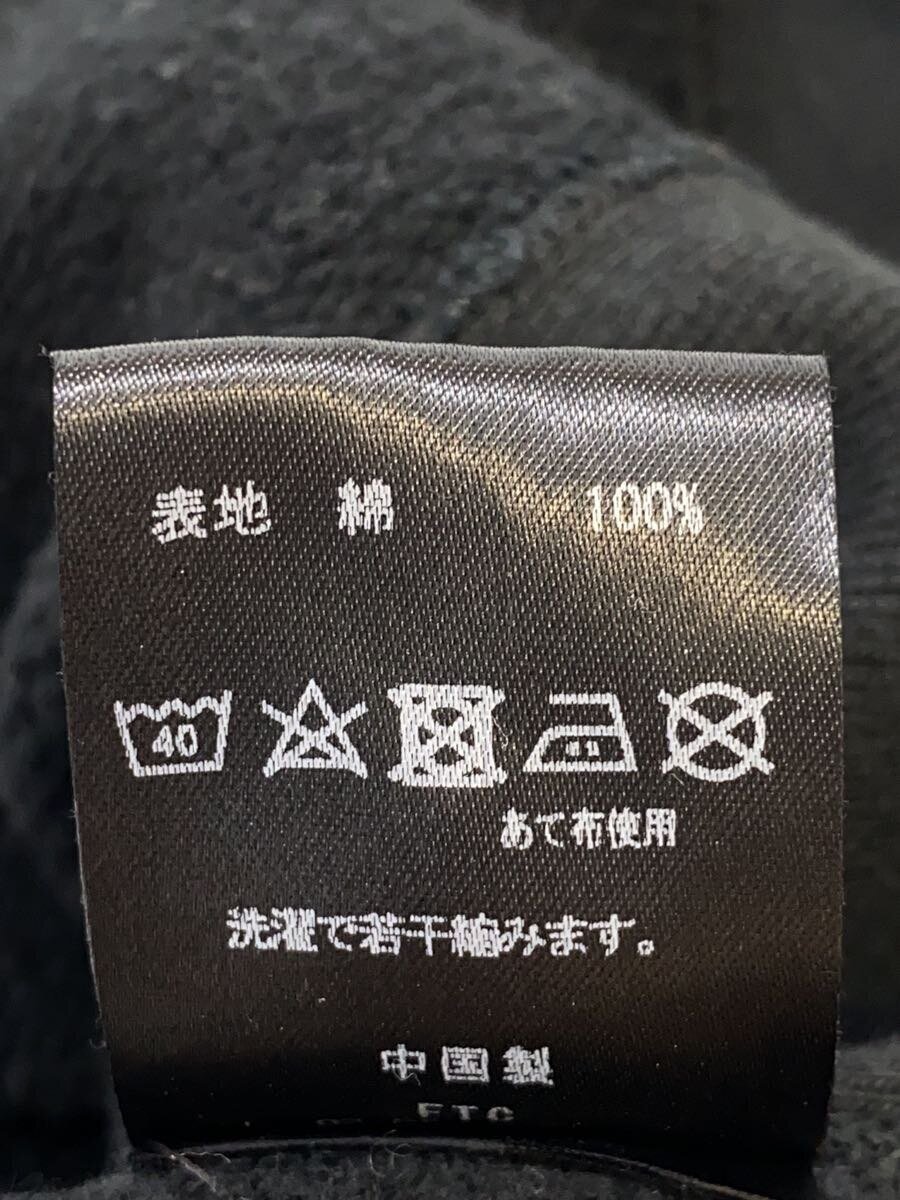 表地 綿 100%
40
あて布使用
洗濯で若干縮みます。
中国製
FTC